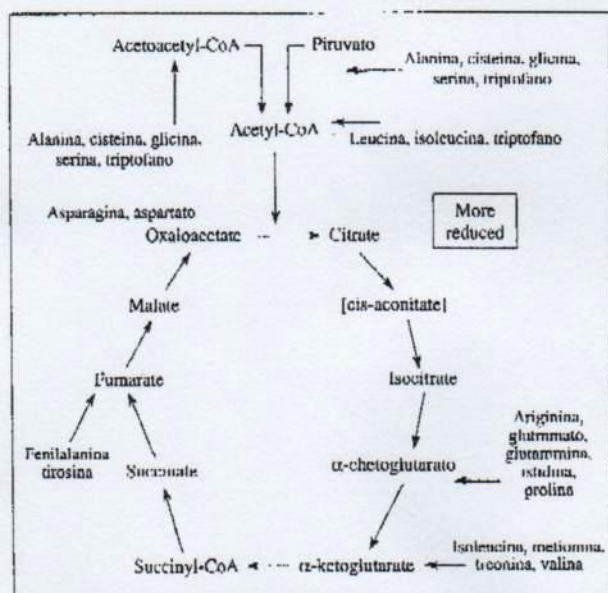 Acetoacetyl-CoA
Piruvato
Alanina, cisteina, glicina,
serina, triptofano
Alanina, cisteina, glicina,
serina, triptofano
Acetyl-CoA
Leucina, isoleucina, triptofano
Asparagina, aspartato
Oxaloacetate
Citrate
More
reduced
Malate
[cis-aconitate]
Fumarate
Isocitrate
Fenilalanina
tirosina
Succinate
α-chetoglutarato
Ariginina,
glutammato,
glutammina,
istidina,
prolina
Succinyl-CoA
α-ketoglutarate
Isoleucina, metionina,
treonina, valina